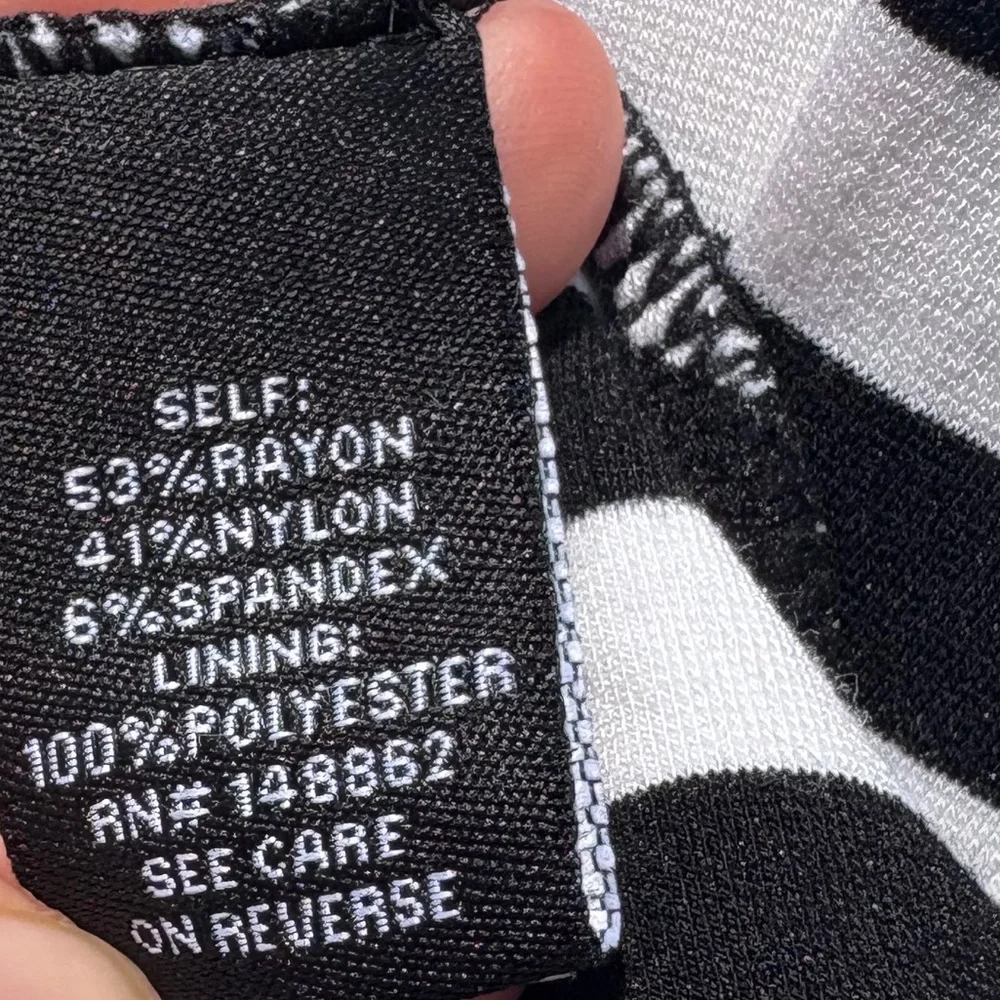 SELF:
53%RAYON
41%NYLON
6%SPANDEX
LINING:
100%POLYESTER
RN# 148862
SEE CARE
ON REVERSE